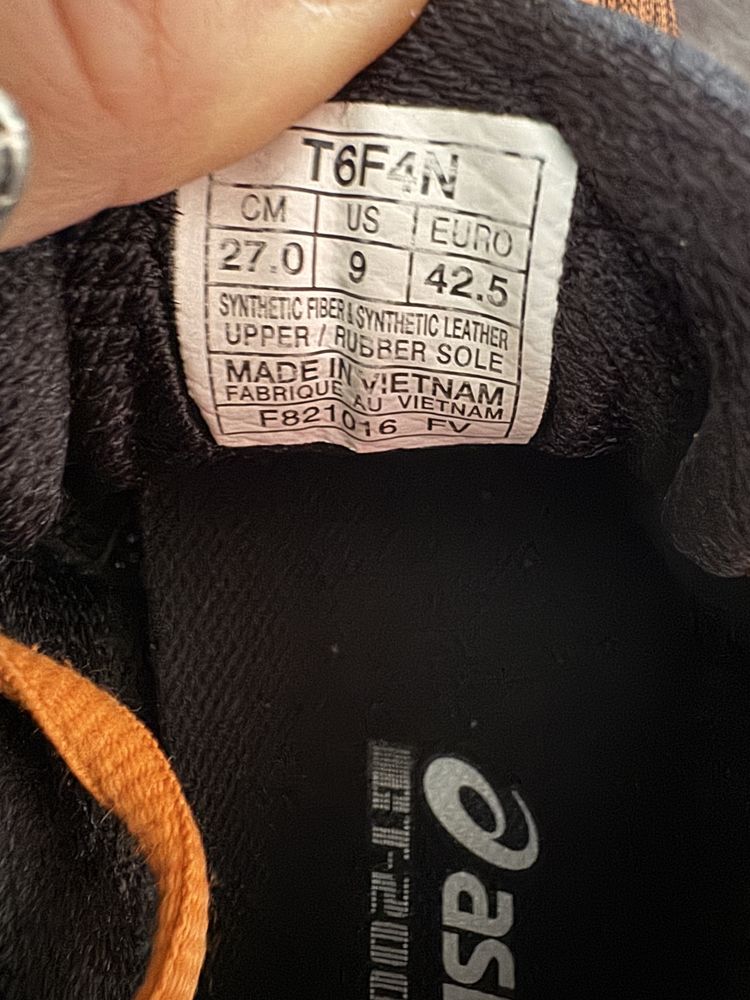 T6F4N
CM US EURO
27.0 9 42.5
SYNTHETIC FIBER & SYNTHETIC LEATHER
UPPER / RUBBER SOLE
MADE IN VIETNAM
FABRIQUE AU VIETNAM
F821016 FV
asi